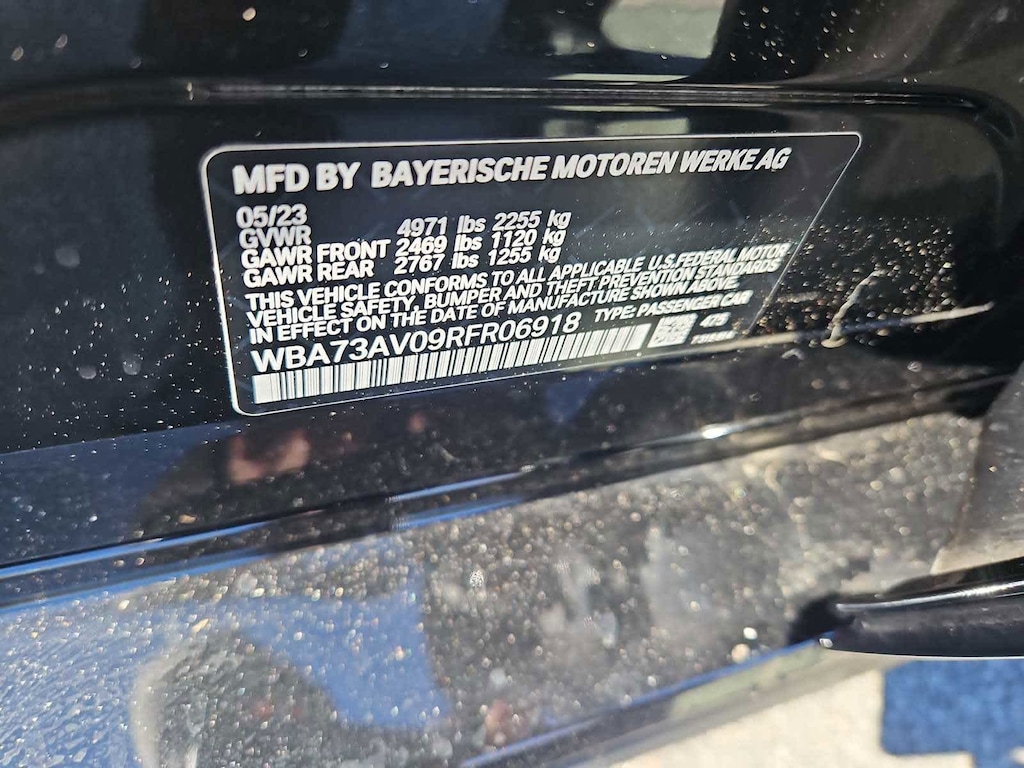 MFD BY BAYERISCHE MOTOREN WERKE AG
05/23
GVWR 4971 lbs 2255 kg
GAWR FRONT 2469 lbs 1120 kg
GAWR REAR 2767 lbs 1255 kg
THIS VEHICLE CONFORMS TO ALL APPLICABLE U.S.FEDERAL MOTOR
VEHICLE SAFETY, BUMPER AND THEFT PREVENTION STANDARDS
IN EFFECT ON THE DATE OF MANUFACTURE SHOWN ABOVE.
WBA73AV09RFR06918 TYPE: PASSENGER CAR
475